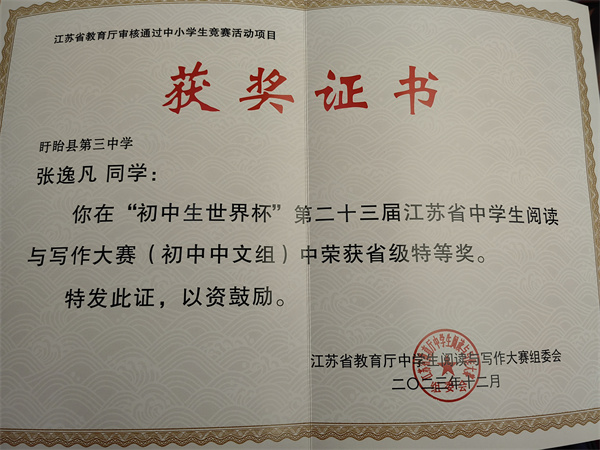 江苏省教育厅审核通过中小学生竞赛活动项目
获奖证书
盱眙县第三中学
张逸凡 同学：
你在“初中生世界杯”第二十三届江苏省中学生阅读
与写作大赛（初中中文组）中荣获省级特等奖。
特发此证，以资鼓励。
江苏省教育厅中学生阅读与写作大赛组委会
二〇二三年十二月
组委会